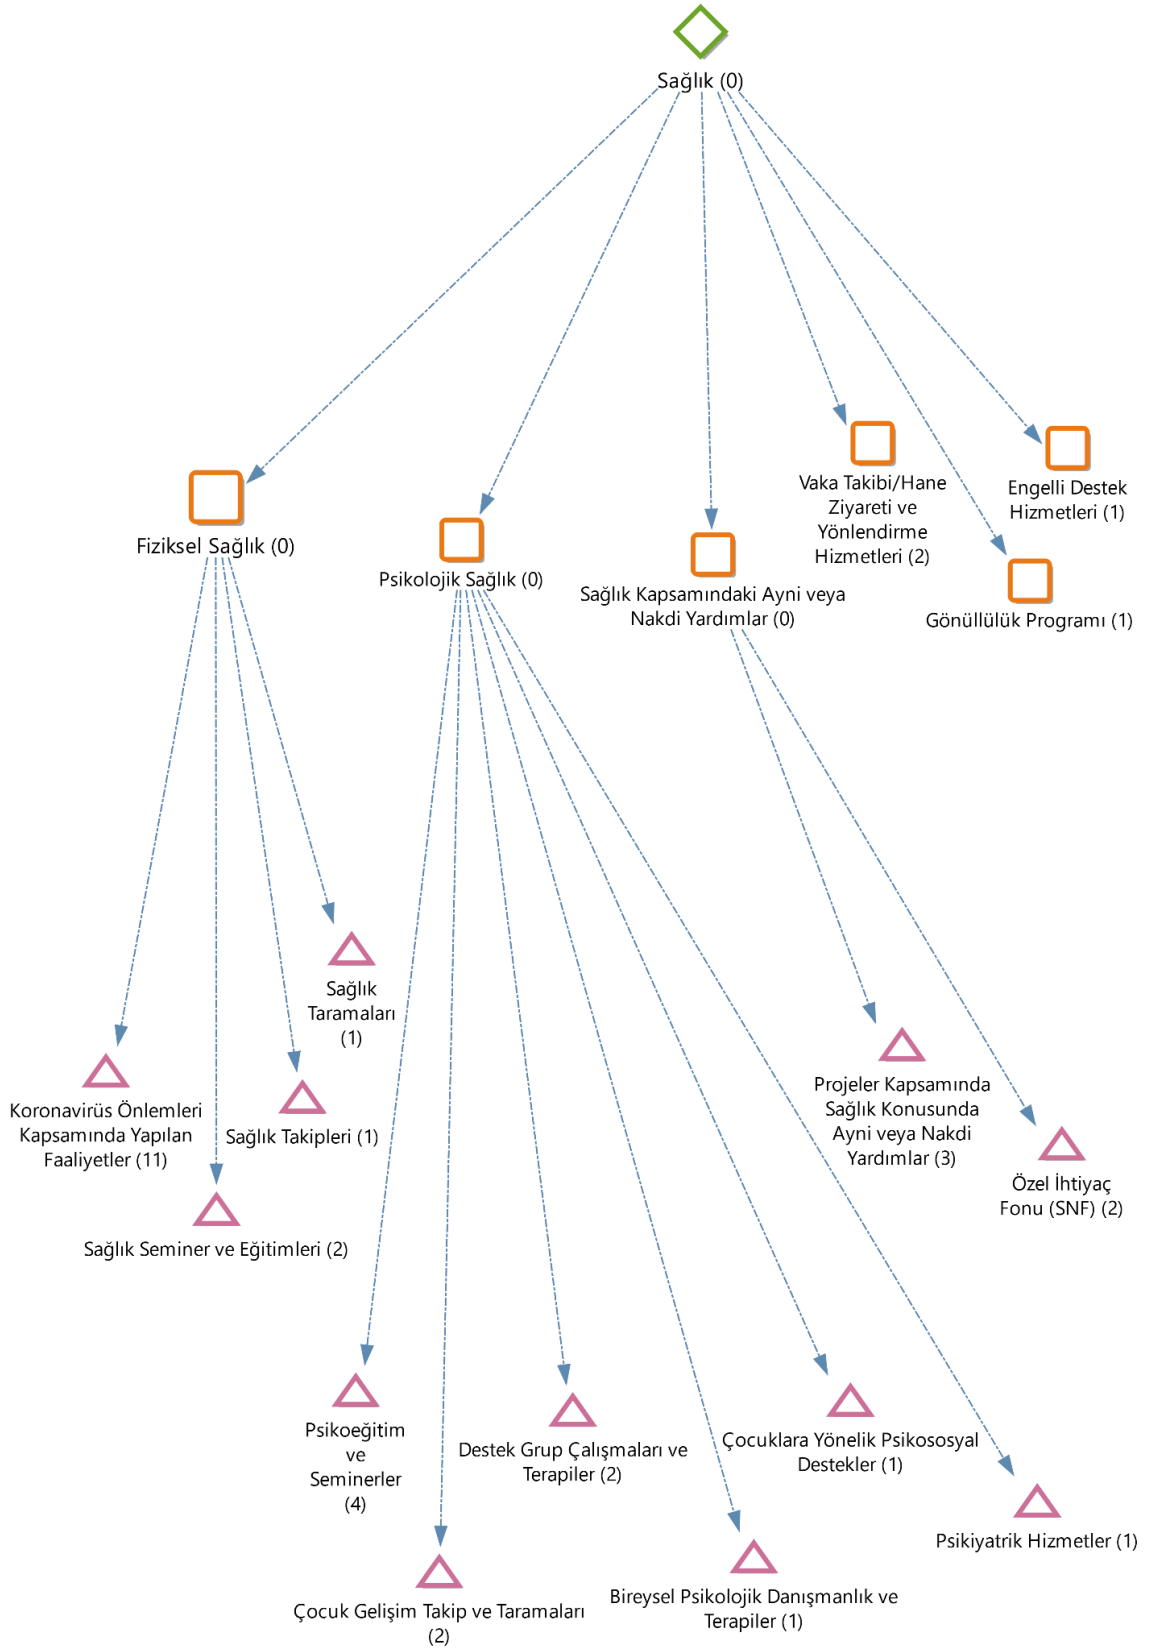 Sağlık (0)
Fiziksel Sağlık (0)
Psikolojik Sağlık (0)
Sağlık Kapsamındaki Ayni veya
Nakdi Yardımlar (0)
Vaka Takibi/Hane
Ziyareti ve
Yönlendirme
Hizmetleri (2)
Engelli Destek
Hizmetleri (1)
Gönüllülük Programı (1)
Sağlık
Taramaları
(1)
Koronavirüs Önlemleri
Kapsamında Yapılan
Faaliyetler (11)
Sağlık Takipleri (1)
Sağlık Seminer ve Eğitimleri (2)
Projeler Kapsamında
Sağlık Konusunda
Ayni veya Nakdi
Yardımlar (3)
Özel İhtiyaç
Fonu (SNF) (2)
Psikoeğitim
ve
Seminerler
(4)
Destek Grup Çalışmaları ve
Terapiler (2)
Çocuklara Yönelik Psikososyal
Destekler (1)
Psikiyatrik Hizmetler (1)
Çocuk Gelişim Takip ve Taramaları
(2)
Bireysel Psikolojik Danışmanlık ve
Terapiler (1)